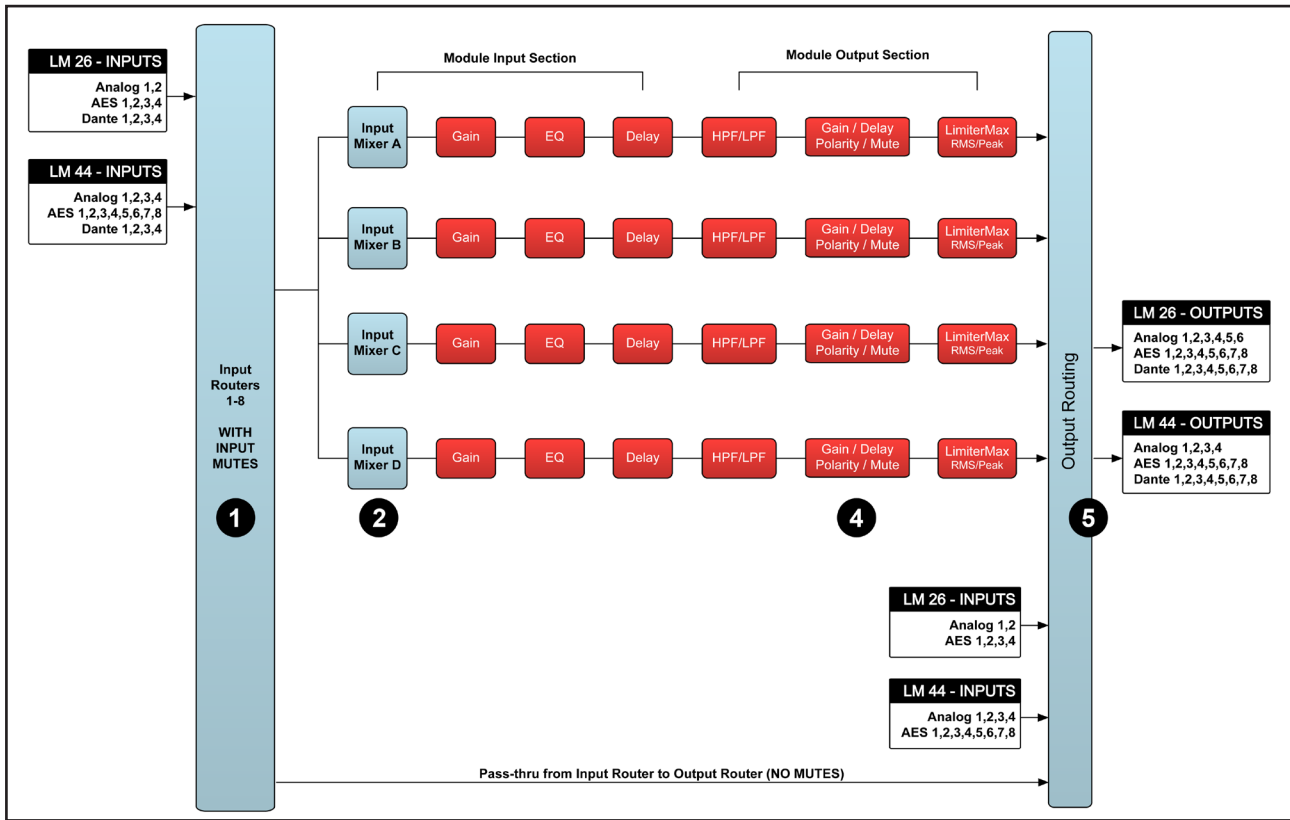 LM 26 - INPUTS
Analog 1,2
AES 1,2,3,4
Dante 1,2,3,4
LM 44 - INPUTS
Analog 1,2,3,4
AES 1,2,3,4,5,6,7,8
Dante 1,2,3,4
Input
Routers
1-8
WITH
INPUT
MUTES
1
Module Input Section
Module Output Section
Input
Mixer A
Gain
EQ
Delay
HPF/LPF
Gain / Delay
Polarity / Mute
LimiterMax
RMS/Peak
Input
Mixer B
Gain
EQ
Delay
HPF/LPF
Gain / Delay
Polarity / Mute
LimiterMax
RMS/Peak
Input
Mixer C
Gain
EQ
Delay
HPF/LPF
Gain / Delay
Polarity / Mute
LimiterMax
RMS/Peak
Input
Mixer D
Gain
EQ
Delay
HPF/LPF
Gain / Delay
Polarity / Mute
LimiterMax
RMS/Peak
2
4
Output Routing
5
LM 26 - OUTPUTS
Analog 1,2,3,4,5,6
AES 1,2,3,4,5,6,7,8
Dante 1,2,3,4,5,6,7,8
LM 44 - OUTPUTS
Analog 1,2,3,4
AES 1,2,3,4,5,6,7,8
Dante 1,2,3,4,5,6,7,8
LM 26 - INPUTS
Analog 1,2
AES 1,2,3,4
LM 44 - INPUTS
Analog 1,2,3,4
AES 1,2,3,4,5,6,7,8
Pass-thru from Input Router to Output Router (NO MUTES)